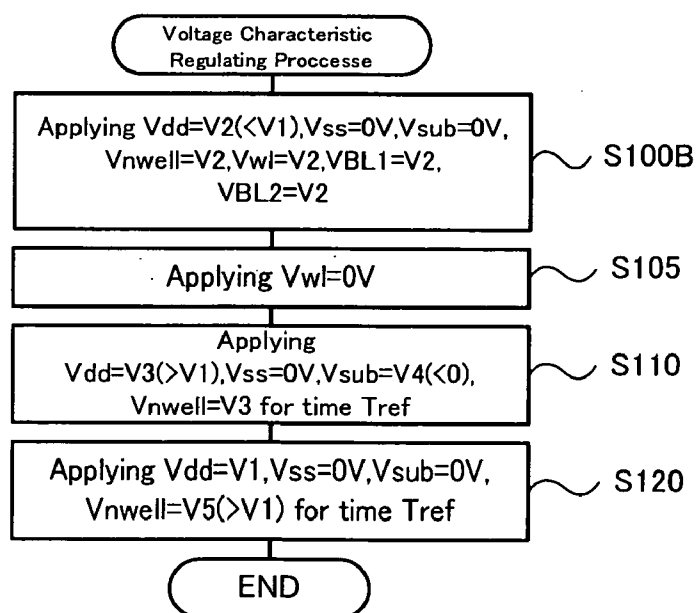 Voltage Characteristic
Regulating Proccesse
Applying Vdd=V2(<V1),Vss=0V,Vsub=0V,
Vnwell=V2,Vwl=V2,VBL1=V2,
VBL2=V2
S100B
Applying Vwl=0V
S105
Applying
Vdd=V3(>V1),Vss=0V,Vsub=V4(<0),
Vnwell=V3 for time Tref
S110
Applying Vdd=V1,Vss=0V,Vsub=0V,
Vnwell=V5(>V1) for time Tref
S120
END